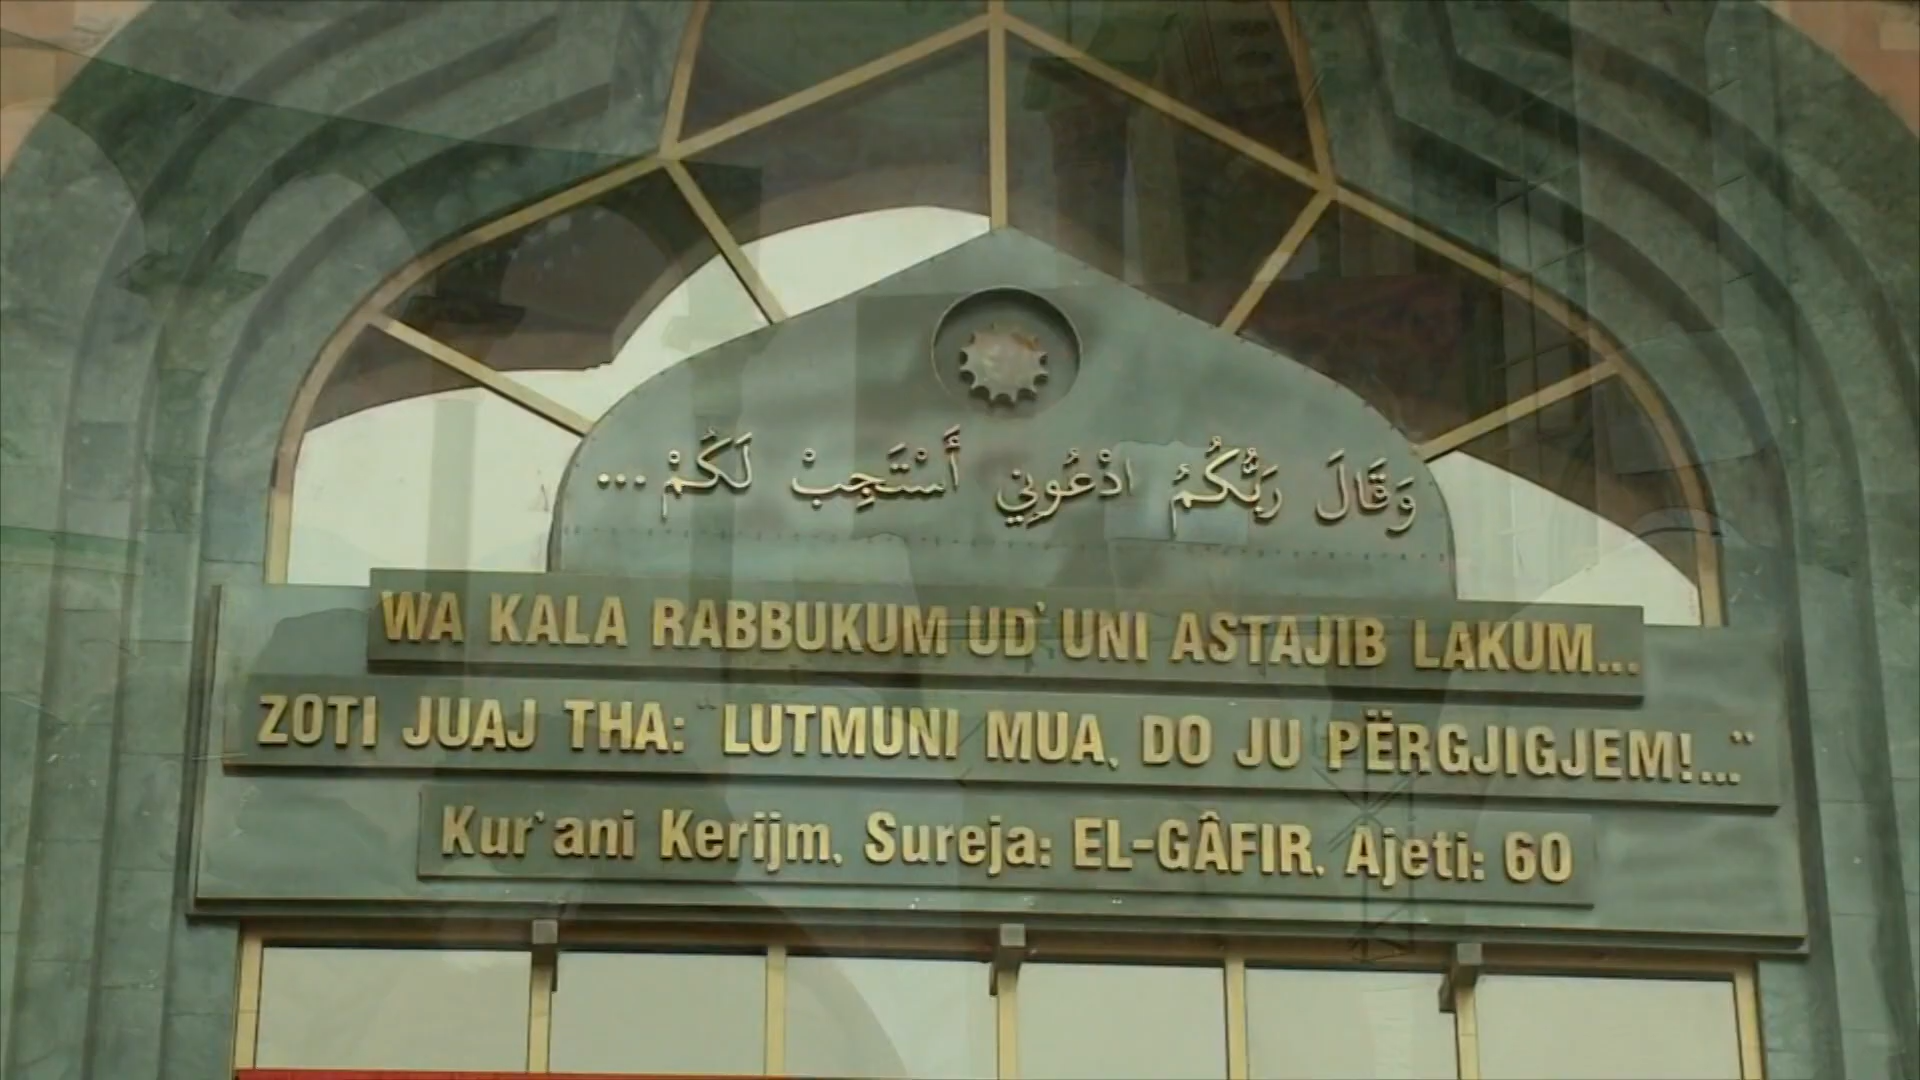 وَقَالَ رَبُّكُمُ ادْعُونِي أَسْتَجِبْ لَكُمْ...
WA KALA RABBUKUM UD' UNI ASTAJIB LAKUM...
ZOTI JUAJ THA: ¨LUTMUNI MUA, DO JU PËRGJIGJEM!...¨
Kur'ani Kerijm, Sureja: EL-GÂFIR, Ajeti: 60